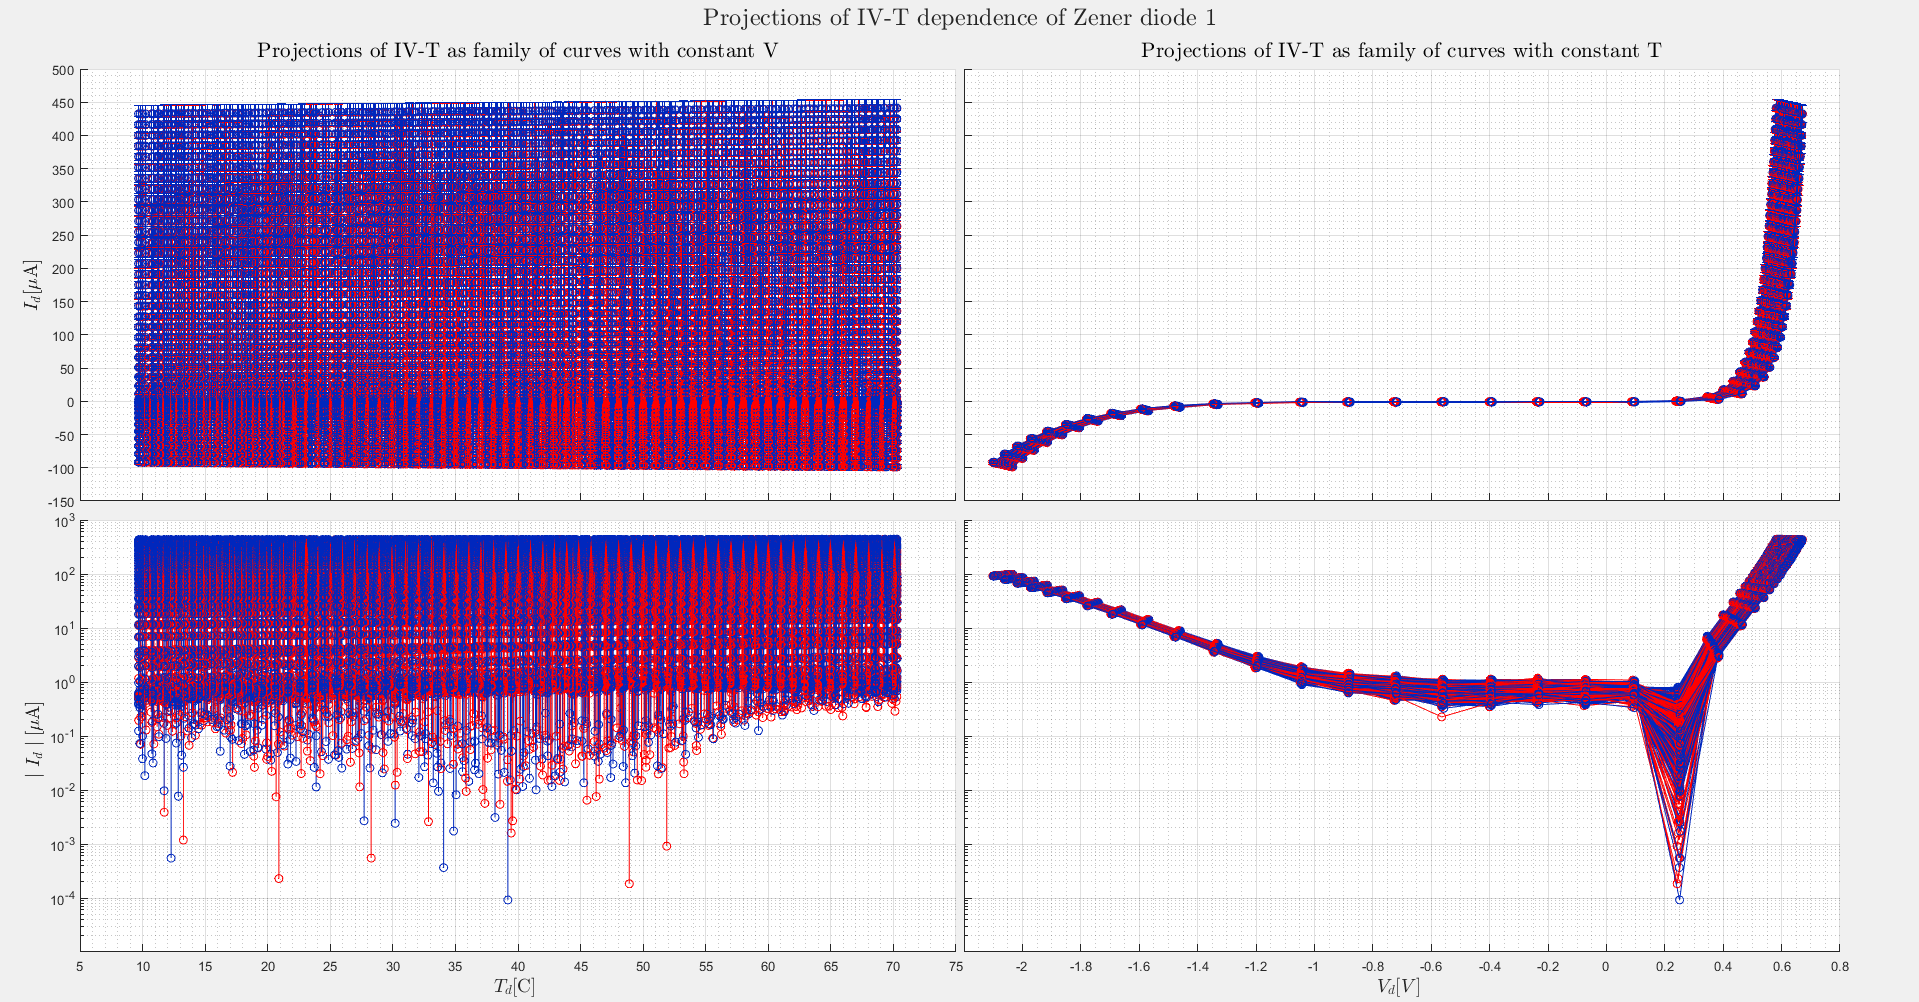 Projections of IV-T dependence of Zener diode 1
Projections of IV-T as family of curves with constant V
Projections of IV-T as family of curves with constant T
500
450
400
350
300
250
200
150
100
50
0
-50
-100
-150
I_d[μA]
10^3
10^2
10^1
10^0
10^-1
10^-2
10^-3
10^-4
| I_d | [μA]
5 10 15 20 25 30 35 40 45 50 55 60 65 70 75
T_d[C]
-2 -1.8 -1.6 -1.4 -1.2 -1 -0.8 -0.6 -0.4 -0.2 0 0.2 0.4 0.6 0.8
V_d[V]